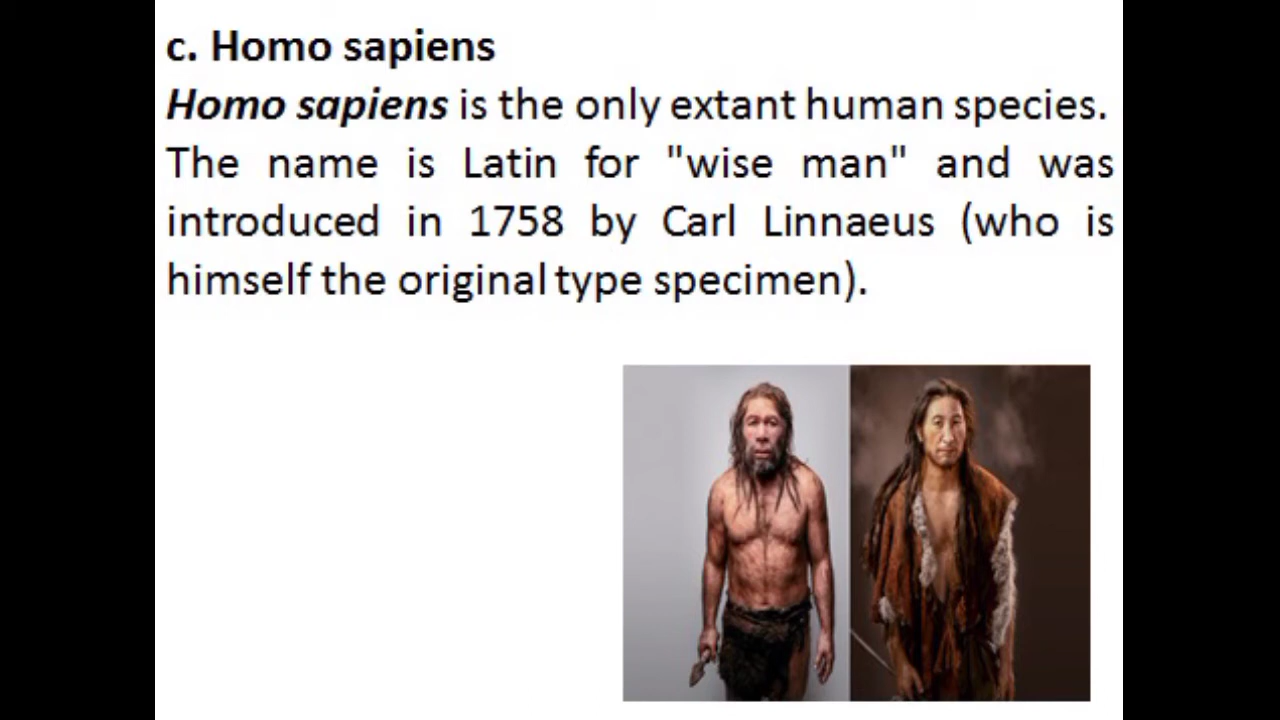 c. Homo sapiens
Homo sapiens is the only extant human species.
The name is Latin for "wise man" and was
introduced in 1758 by Carl Linnaeus (who is
himself the original type specimen).